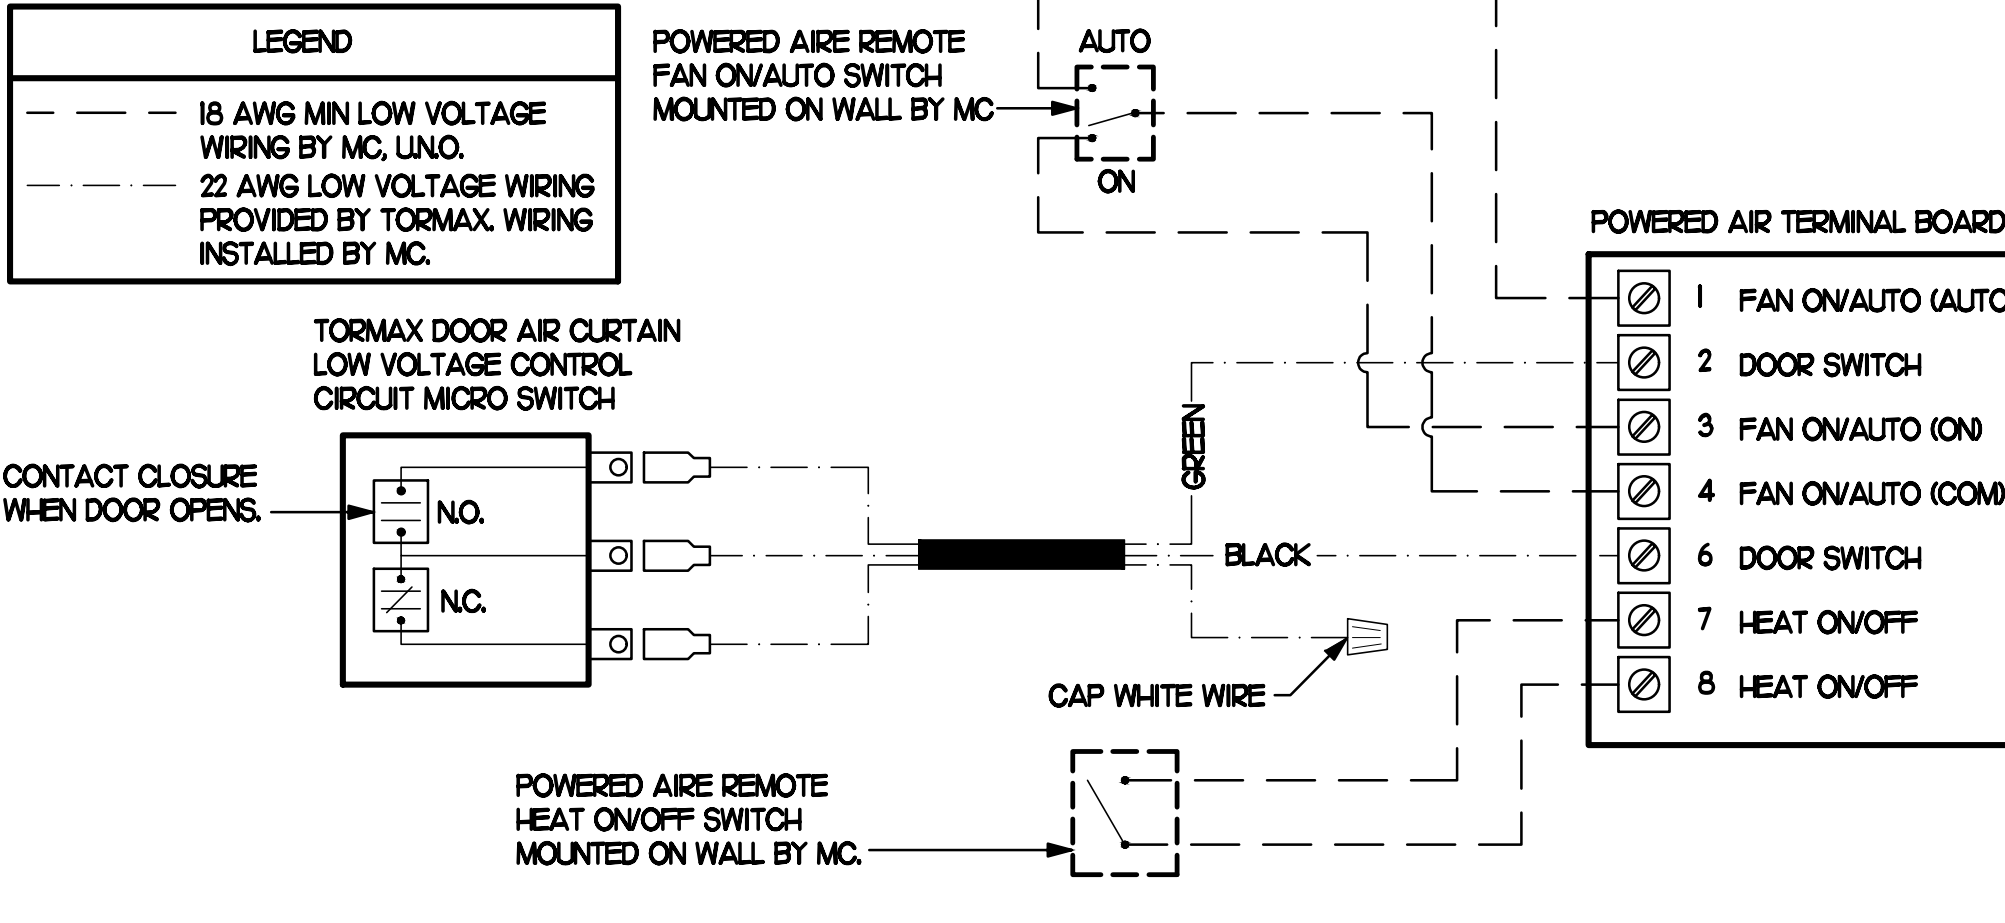 LEGEND
18 AWG MIN LOW VOLTAGE
WIRING BY MC, U.N.O.
22 AWG LOW VOLTAGE WIRING
PROVIDED BY TORMAX. WIRING
INSTALLED BY MC.
POWERED AIRE REMOTE
FAN ON/AUTO SWITCH
MOUNTED ON WALL BY MC
AUTO
ON
POWERED AIR TERMINAL BOARD
1 FAN ON/AUTO (AUTO
2 DOOR SWITCH
3 FAN ON/AUTO (ON)
4 FAN ON/AUTO (COM)
6 DOOR SWITCH
7 HEAT ON/OFF
8 HEAT ON/OFF
TORMAX DOOR AIR CURTAIN
LOW VOLTAGE CONTROL
CIRCUIT MICRO SWITCH
CONTACT CLOSURE
WHEN DOOR OPENS.
N.O.
N.C.
GREEN
BLACK
CAP WHITE WIRE
POWERED AIRE REMOTE
HEAT ON/OFF SWITCH
MOUNTED ON WALL BY MC.